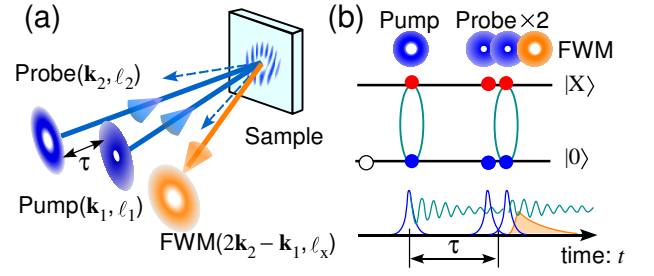 (a)
Probe(k₂, ℓ₂)
τ
Pump(k₁, ℓ₁)
Sample
FWM(2k₂ − k₁, ℓₓ)
(b)
Pump
Probe×2
FWM
|X⟩
|0⟩
τ
time: t